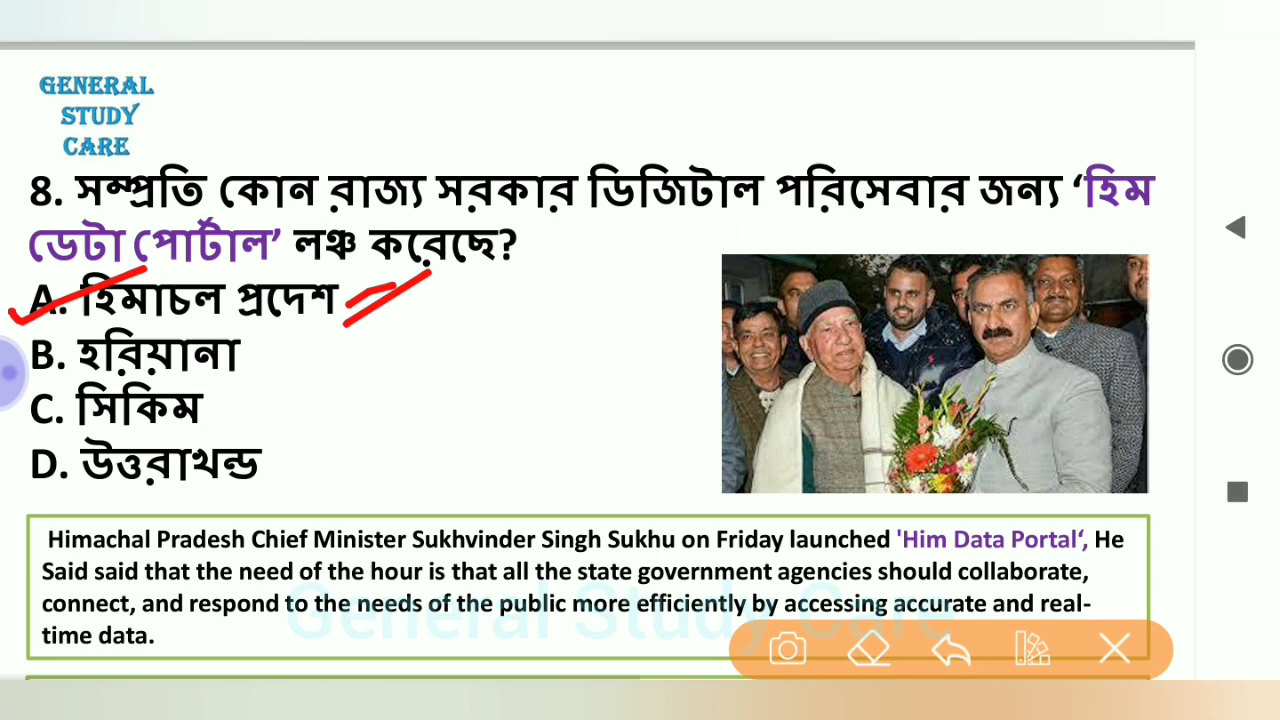 GENERAL
STUDY
CARE
8. সম্প্রতি কোন রাজ্য সরকার ডিজিটাল পরিসেবার জন্য ‘হিম
ডেটা পোর্টাল’ লঞ্চ করেছে?
A. হিমাচল প্রদেশ
B. হরিয়ানা
C. সিকিম
D. উত্তরাখন্ড
Himachal Pradesh Chief Minister Sukhvinder Singh Sukhu on Friday launched 'Him Data Portal‘, He
Said said that the need of the hour is that all the state government agencies should collaborate,
connect, and respond to the needs of the public more efficiently by accessing accurate and real-
time data.
General Study Care